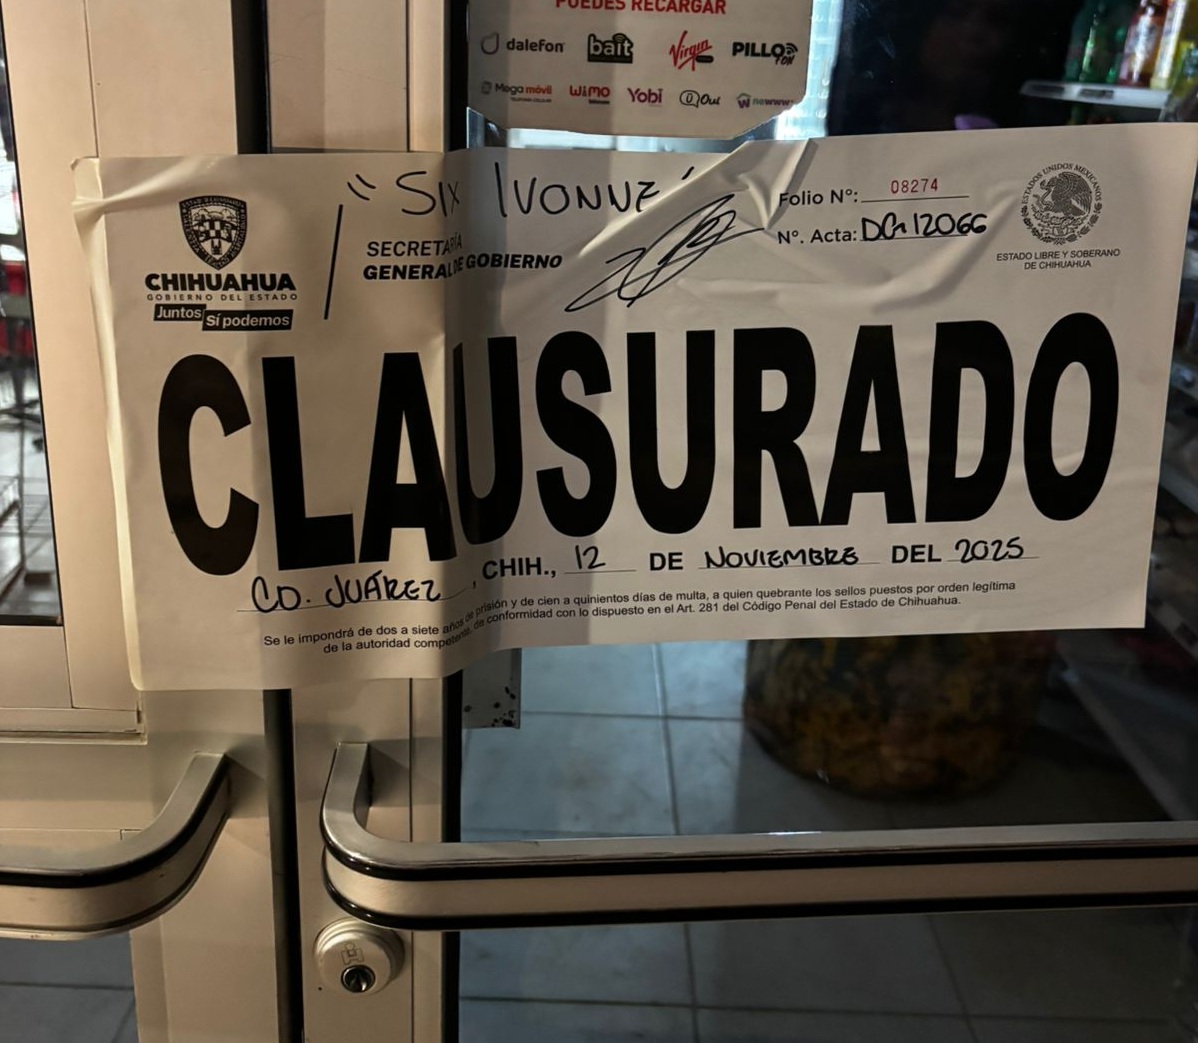 PUEDES RECARGAR
dalefon bait Virgin PILLO FON
Mega móvil wimo Yobi Oui newww
"SIX IVONNE"
Folio Nº: 08274
Nº. Acta: DG12066
CHIHUAHUA
GOBIERNO DEL ESTADO
Juntos Sí podemos
SECRETARÍA
GENERAL DE GOBIERNO
ESTADOS UNIDOS MEXICANOS
ESTADO LIBRE Y SOBERANO
DE CHIHUAHUA
CLAUSURADO
CD. JUÁREZ, CHIH., 12 DE NOVIEMBRE DEL 2025
Se le impondrá de dos a siete años de prisión y de cien a quinientos días de multa, a quien quebrante los sellos puestos por orden legítima
de la autoridad competente, de conformidad con lo dispuesto en el Art. 281 del Código Penal del Estado de Chihuahua.